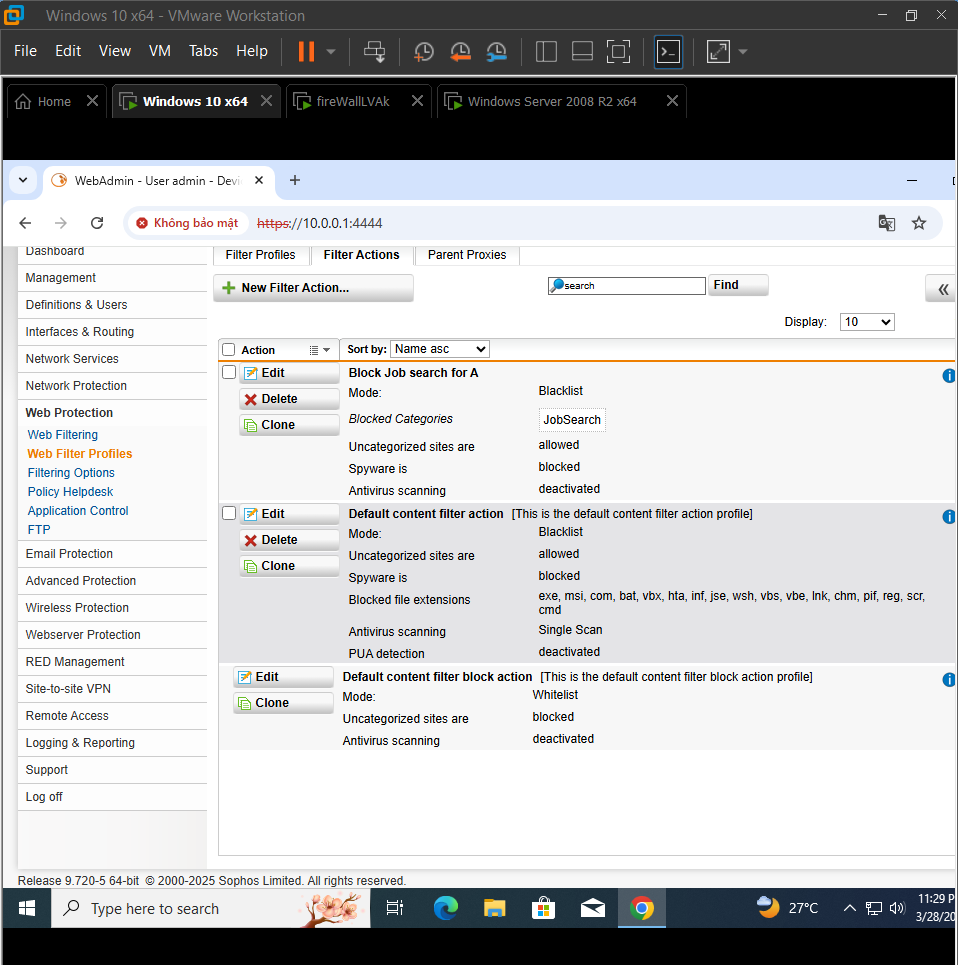 Windows 10 x64 - VMware Workstation
File Edit View VM Tabs Help
Home Windows 10 x64 fireWallLVAk Windows Server 2008 R2 x64
WebAdmin - User admin - Devi
Không bảo mật https://10.0.0.1:4444
Dashboard
Management
Definitions & Users
Interfaces & Routing
Network Services
Network Protection
Web Protection
Web Filtering
Web Filter Profiles
Filtering Options
Policy Helpdesk
Application Control
FTP
Email Protection
Advanced Protection
Wireless Protection
Webserver Protection
RED Management
Site-to-site VPN
Remote Access
Logging & Reporting
Support
Log off
Filter Profiles Filter Actions Parent Proxies
New Filter Action...
search Find
Display: 10
Action Sort by: Name asc
Edit Block Job search for A
Delete Mode: Blacklist
Clone Blocked Categories JobSearch
Uncategorized sites are allowed
Spyware is blocked
Antivirus scanning deactivated
Edit Default content filter action [This is the default content filter action profile]
Delete Mode: Blacklist
Clone Uncategorized sites are allowed
Spyware is blocked
Blocked file extensions exe, msi, com, bat, vbx, hta, inf, jse, wsh, vbs, vbe, lnk, chm, pif, reg, scr,
cmd
Antivirus scanning Single Scan
PUA detection deactivated
Edit Default content filter block action [This is the default content filter block action profile]
Clone Mode: Whitelist
Uncategorized sites are blocked
Antivirus scanning deactivated
Release 9.720-5 64-bit © 2000-2025 Sophos Limited. All rights reserved.
Type here to search
27°C
11:29 P
3/28/20